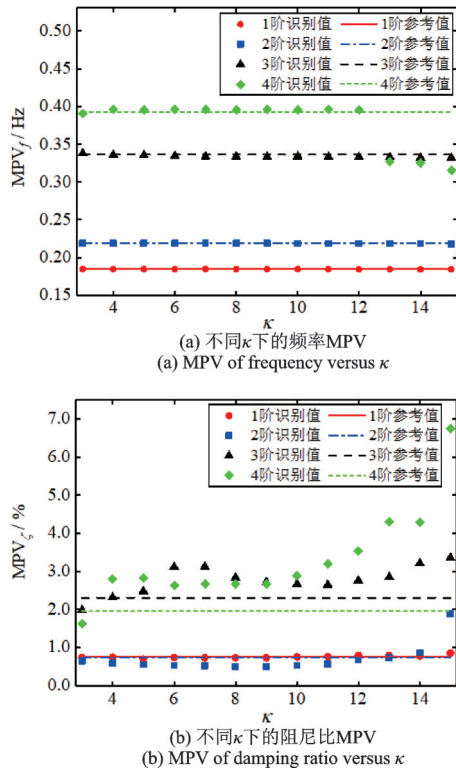 0.50
0.45
0.40
0.35
0.30
0.25
0.20
0.15
MPV_f / Hz
1阶识别值 1阶参考值
2阶识别值 2阶参考值
3阶识别值 3阶参考值
4阶识别值 4阶参考值
4 6 8 10 12 14
κ
(a) 不同κ下的频率MPV
(a) MPV of frequency versus κ
7.0
6.0
5.0
4.0
3.0
2.0
1.0
0.0
MPV_ζ / %
1阶识别值 1阶参考值
2阶识别值 2阶参考值
3阶识别值 3阶参考值
4阶识别值 4阶参考值
4 6 8 10 12 14
κ
(b) 不同κ下的阻尼比MPV
(b) MPV of damping ratio versus κ